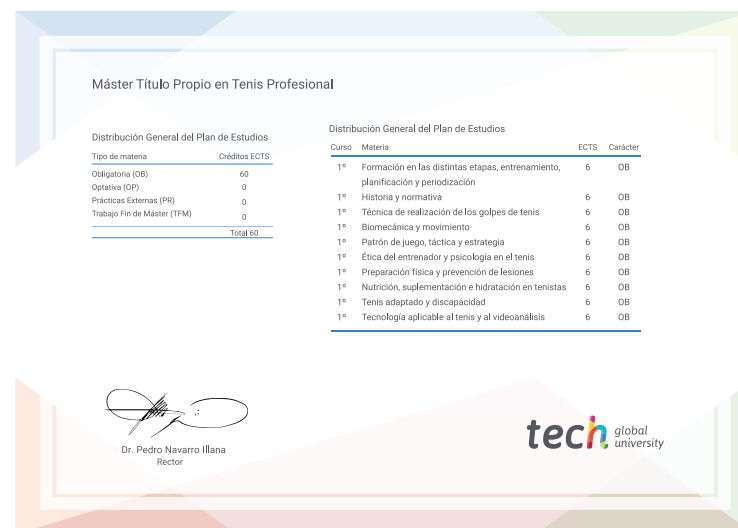 Máster Título Propio en Tenis Profesional
Distribución General del Plan de Estudios
Tipo de materia Créditos ECTS
Obligatoria (OB) 60
Optativa (OP) 0
Prácticas Externas (PR) 0
Trabajo Fin de Máster (TFM) 0
Total 60
Distribución General del Plan de Estudios
Curso Materia ECTS Carácter
1º Formación en las distintas etapas, entrenamiento, 6 OB
planificación y periodización
1º Historia y normativa 6 OB
1º Técnica de realización de los golpes de tenis 6 OB
1º Biomecánica y movimiento 6 OB
1º Patrón de juego, táctica y estrategia 6 OB
1º Ética del entrenador y psicología en el tenis 6 OB
1º Preparación física y prevención de lesiones 6 OB
1º Nutrición, suplementación e hidratación en tenistas 6 OB
1º Tenis adaptado y discapacidad 6 OB
1º Tecnología aplicable al tenis y al videoanálisis 6 OB
Dr. Pedro Navarro Illana
Rector
tech global
university